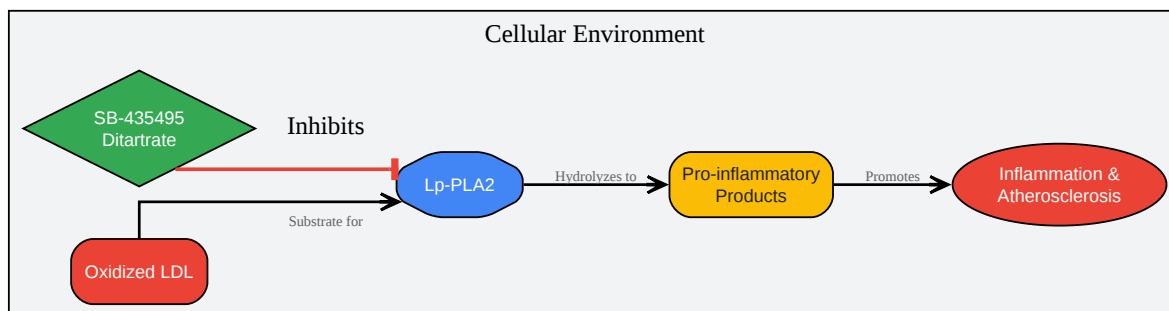 Cellular Environment
SB-435495
Ditartrate
Inhibits
Lp-PLA2
Hydrolyzes to
Pro-inflammatory
Products
Promotes
Inflammation &
Atherosclerosis
Substrate for
Oxidized LDL